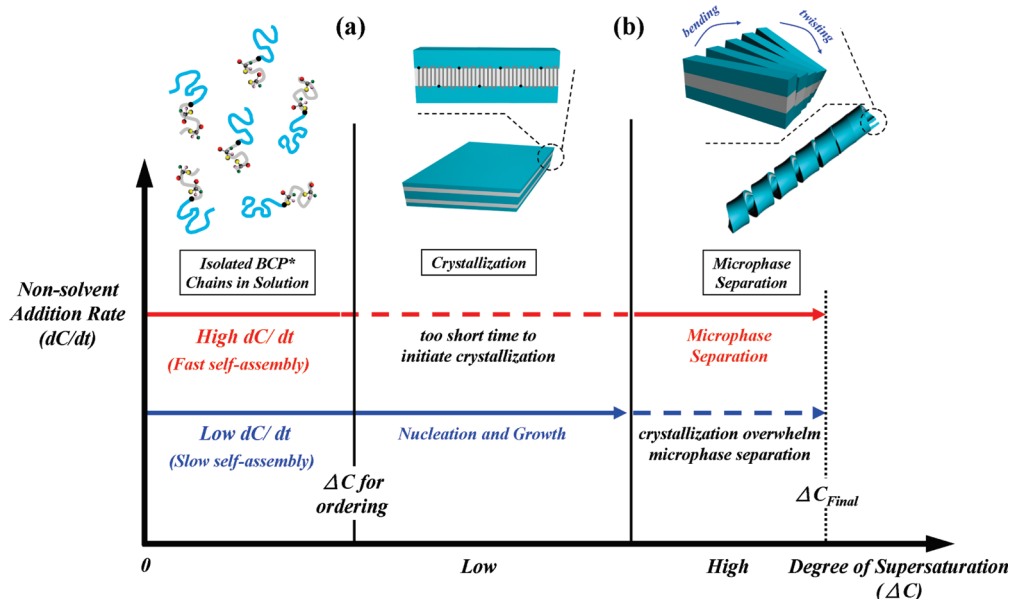 (a)
(b)
bending
twisting
Isolated BCP*
Chains in Solution
Crystallization
Microphase
Separation
Non-solvent
Addition Rate
(dC/dt)
High dC/ dt
(Fast self-assembly)
too short time to
initiate crystallization
Microphase
Separation
Low dC/ dt
(Slow self-assembly)
Nucleation and Growth
crystallization overwhelm
microphase separation
ΔC for
ordering
ΔC Final
0
Low
High
Degree of Supersaturation
(ΔC)